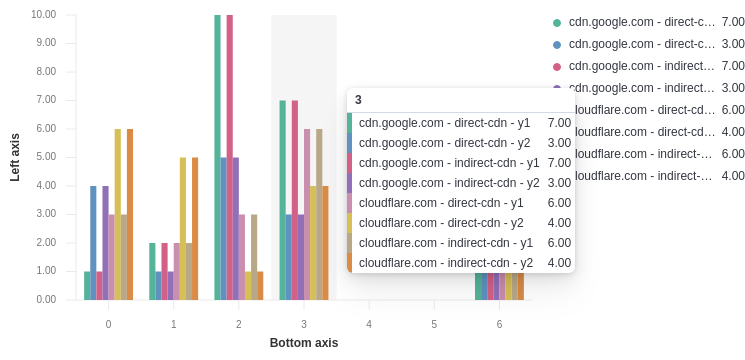 10.00
9.00
8.00
7.00
6.00
5.00
4.00
3.00
2.00
1.00
0.00
Left axis
0 1 2 3 4 5 6
Bottom axis
3
cdn.google.com - direct-cdn - y1 7.00
cdn.google.com - direct-cdn - y2 3.00
cdn.google.com - indirect-cdn - y1 7.00
cdn.google.com - indirect-cdn - y2 3.00
cloudflare.com - direct-cdn - y1 6.00
cloudflare.com - direct-cdn - y2 4.00
cloudflare.com - indirect-cdn - y1 6.00
cloudflare.com - indirect-cdn - y2 4.00
cdn.google.com - direct-c… 7.00
cdn.google.com - direct-c… 3.00
cdn.google.com - indirect… 7.00
cdn.google.com - indirect… 3.00
loudflare.com - direct-cd… 6.00
loudflare.com - direct-cd… 4.00
loudflare.com - indirect-… 6.00
loudflare.com - indirect-… 4.00